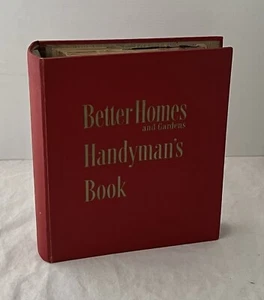 Better Homes
and Gardens
Handyman's
Book